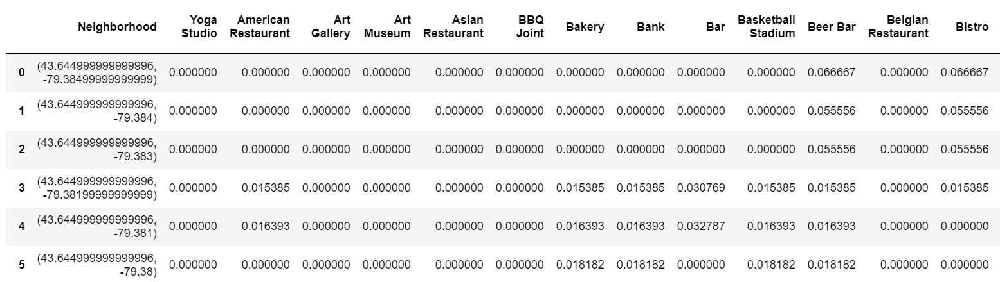 Neighborhood Yoga Studio American Restaurant Art Gallery Art Museum Asian Restaurant BBQ Joint Bakery Bank Bar Basketball Stadium Beer Bar Belgian Restaurant Bistro
0 (43.644999999999996, -79.38499999999999) 0.000000 0.000000 0.000000 0.000000 0.000000 0.000000 0.000000 0.000000 0.000000 0.000000 0.066667 0.000000 0.066667
1 (43.644999999999996, -79.384) 0.000000 0.000000 0.000000 0.000000 0.000000 0.000000 0.000000 0.000000 0.000000 0.000000 0.055556 0.000000 0.055556
2 (43.644999999999996, -79.383) 0.000000 0.000000 0.000000 0.000000 0.000000 0.000000 0.000000 0.000000 0.000000 0.000000 0.055556 0.000000 0.055556
3 (43.644999999999996, -79.38199999999999) 0.000000 0.015385 0.000000 0.000000 0.000000 0.000000 0.015385 0.015385 0.030769 0.015385 0.015385 0.000000 0.015385
4 (43.644999999999996, -79.381) 0.000000 0.016393 0.000000 0.000000 0.000000 0.000000 0.016393 0.016393 0.032787 0.016393 0.016393 0.000000 0.000000
5 (43.644999999999996, -79.38) 0.000000 0.000000 0.000000 0.000000 0.000000 0.000000 0.018182 0.018182 0.000000 0.018182 0.018182 0.000000 0.000000